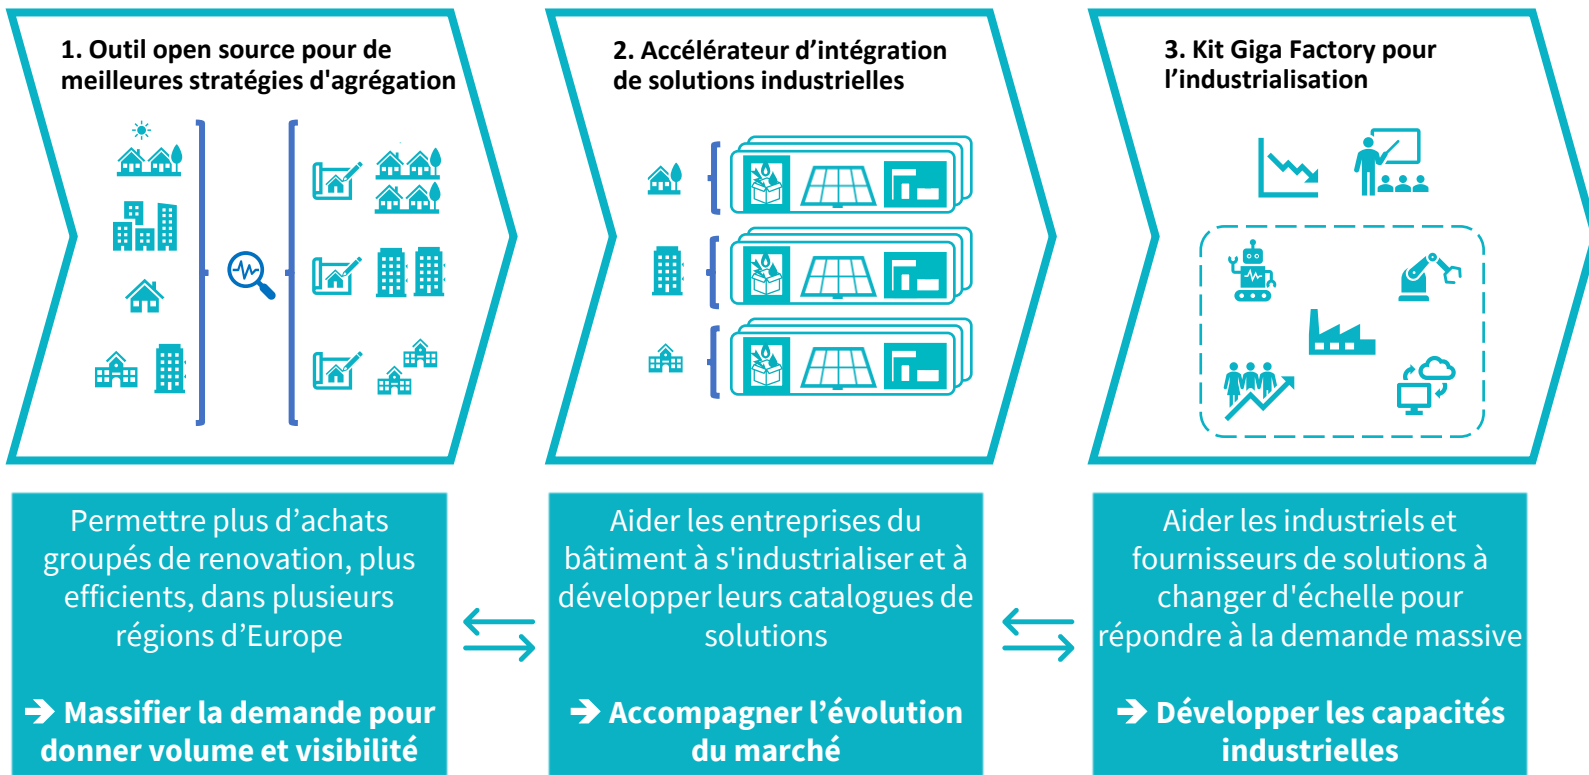 1. Outil open source pour de
meilleures stratégies d'agrégation
2. Accélérateur d’intégration
de solutions industrielles
3. Kit Giga Factory pour
l’industrialisation
Permettre plus d’achats
groupés de renovation, plus
efficients, dans plusieurs
régions d’Europe
➔ Massifier la demande pour
donner volume et visibilité
Aider les entreprises du
bâtiment à s'industrialiser et à
développer leurs catalogues de
solutions
➔ Accompagner l’évolution
du marché
Aider les industriels et
fournisseurs de solutions à
changer d'échelle pour
répondre à la demande massive
➔ Développer les capacités
industrielles